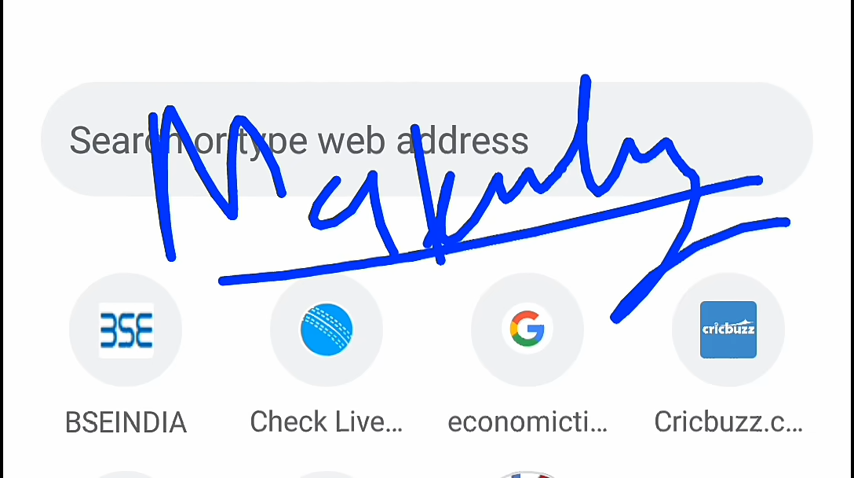 Search or type web address
BSE
cricbuzz
BSEINDIA
Check Live...
economicti...
Cricbuzz.c...